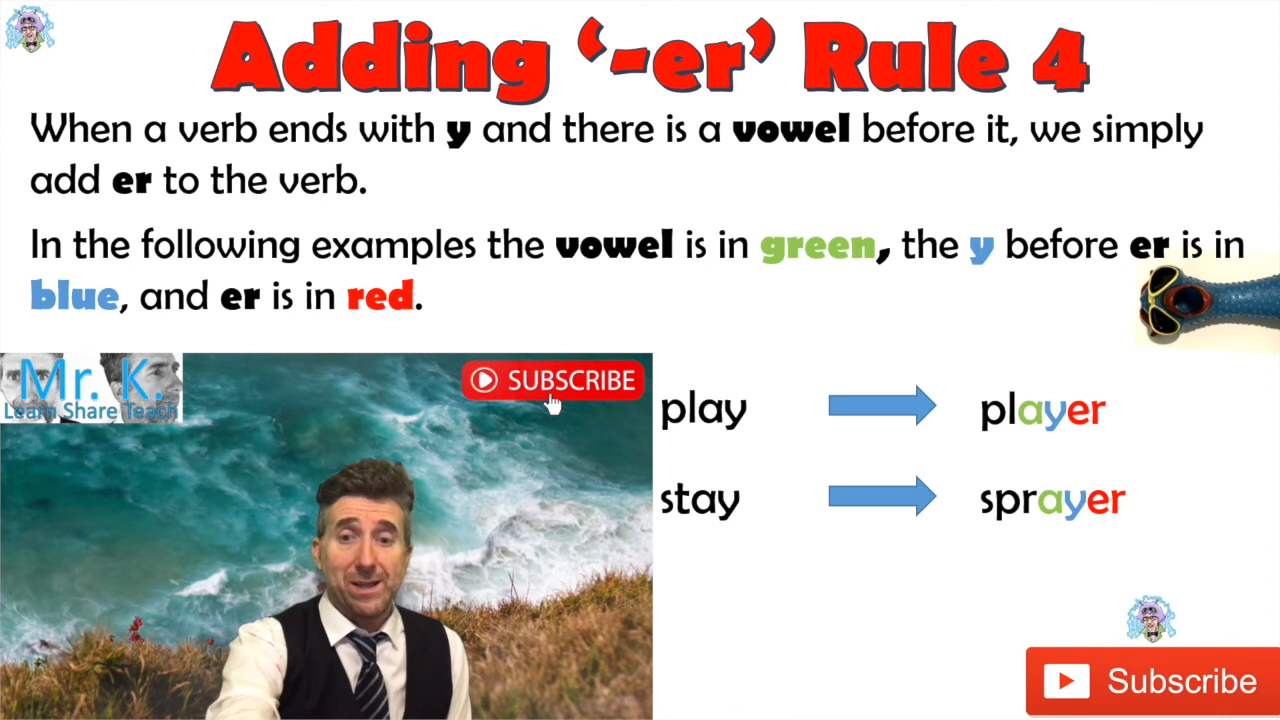 Adding ‘-er’ Rule 4
When a verb ends with y and there is a vowel before it, we simply
add er to the verb.
In the following examples the vowel is in green, the y before er is in
blue, and er is in red.
Mr. K.
Learn Share Teach
SUBSCRIBE
play
player
stay
sprayer
Subscribe